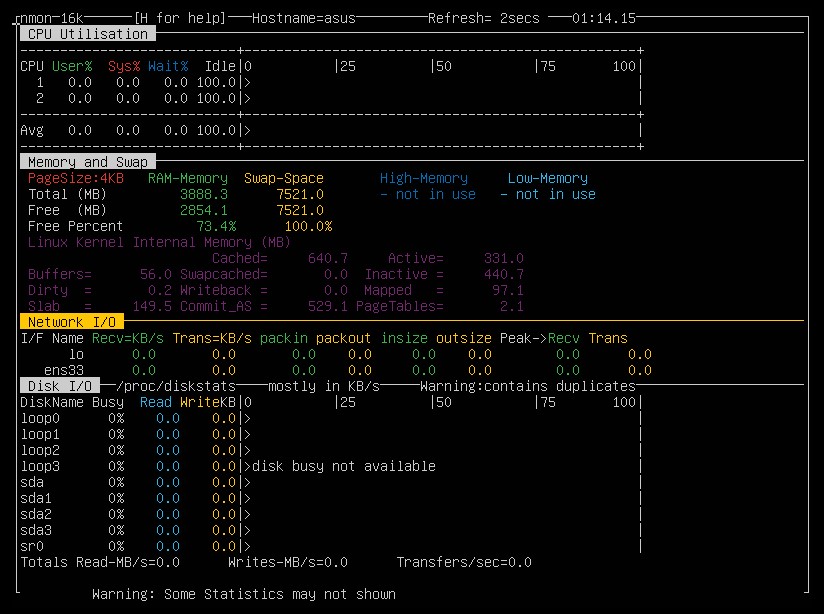 nmon-16k [H for help] Hostname=asus Refresh= 2secs 01:14.15
CPU Utilisation
CPU User% Sys% Wait% Idle|0 |25 |50 |75 100|
1 0.0 0.0 0.0 100.0|>
2 0.0 0.0 0.0 100.0|>
Avg 0.0 0.0 0.0 100.0|>
Memory and Swap
PageSize:4KB RAM-Memory Swap-Space High-Memory Low-Memory
Total (MB) 3888.3 7521.0 - not in use - not in use
Free (MB) 2854.1 7521.0
Free Percent 73.4% 100.0%
Linux Kernel Internal Memory (MB)
Cached= 640.7 Active= 331.0
Buffers= 56.0 Swapcached= 0.0 Inactive = 440.7
Dirty = 0.2 Writeback = 0.0 Mapped = 97.1
Slab = 149.5 Commit_AS = 529.1 PageTables= 2.1
Network I/O
I/F Name Recv=KB/s Trans=KB/s packin packout insize outsize Peak->Recv Trans
lo 0.0 0.0 0.0 0.0 0.0 0.0 0.0 0.0
ens33 0.0 0.0 0.0 0.0 0.0 0.0 0.0 0.0
Disk I/O /proc/diskstats mostly in KB/s Warning:contains duplicates
DiskName Busy Read WriteKB|0 |25 |50 |75 100|
loop0 0% 0.0 0.0|>
loop1 0% 0.0 0.0|>
loop2 0% 0.0 0.0|>
loop3 0% 0.0 0.0|>disk busy not available
sda 0% 0.0 0.0|>
sda1 0% 0.0 0.0|>
sda2 0% 0.0 0.0|>
sda3 0% 0.0 0.0|>
sr0 0% 0.0 0.0|>
Totals Read-MB/s=0.0 Writes-MB/s=0.0 Transfers/sec=0.0
Warning: Some Statistics may not shown